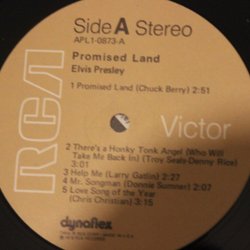 Side A Stereo
APL1-0873-A
Promised Land
Elvis Presley
1 Promised Land (Chuck Berry) 2:51
RCA
Victor
2 There's a Honky Tonk Angel (Who Will
Take Me Back in) (Troy Seals-Denny Rice)
3:01
3 Help Me (Larry Gatlin) 2:30
4 Mr. Songman (Donnie Sumner) 2:07
5 Love Song of the Year
(Chris Christian) 3:15
dynaflex